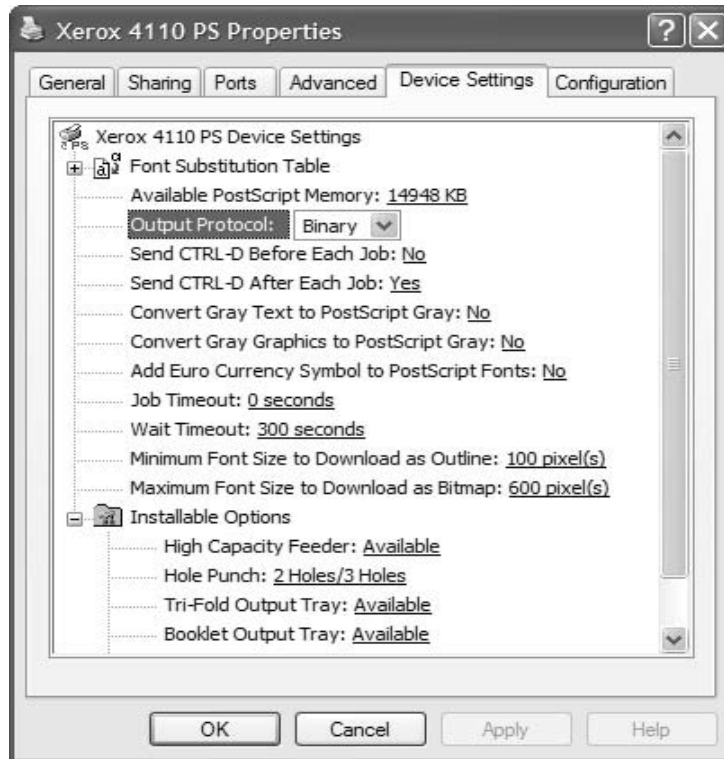 Xerox 4110 PS Properties
General Sharing Ports Advanced Device Settings Configuration
Xerox 4110 PS Device Settings
Font Substitution Table
Available PostScript Memory: 14948 KB
Output Protocol: Binary
Send CTRL-D Before Each Job: No
Send CTRL-D After Each Job: Yes
Convert Gray Text to PostScript Gray: No
Convert Gray Graphics to PostScript Gray: No
Add Euro Currency Symbol to PostScript Fonts: No
Job Timeout: 0 seconds
Wait Timeout: 300 seconds
Minimum Font Size to Download as Outline: 100 pixel(s)
Maximum Font Size to Download as Bitmap: 600 pixel(s)
Installable Options
High Capacity Feeder: Available
Hole Punch: 2 Holes/3 Holes
Tri-Fold Output Tray: Available
Booklet Output Tray: Available
OK Cancel Apply Help